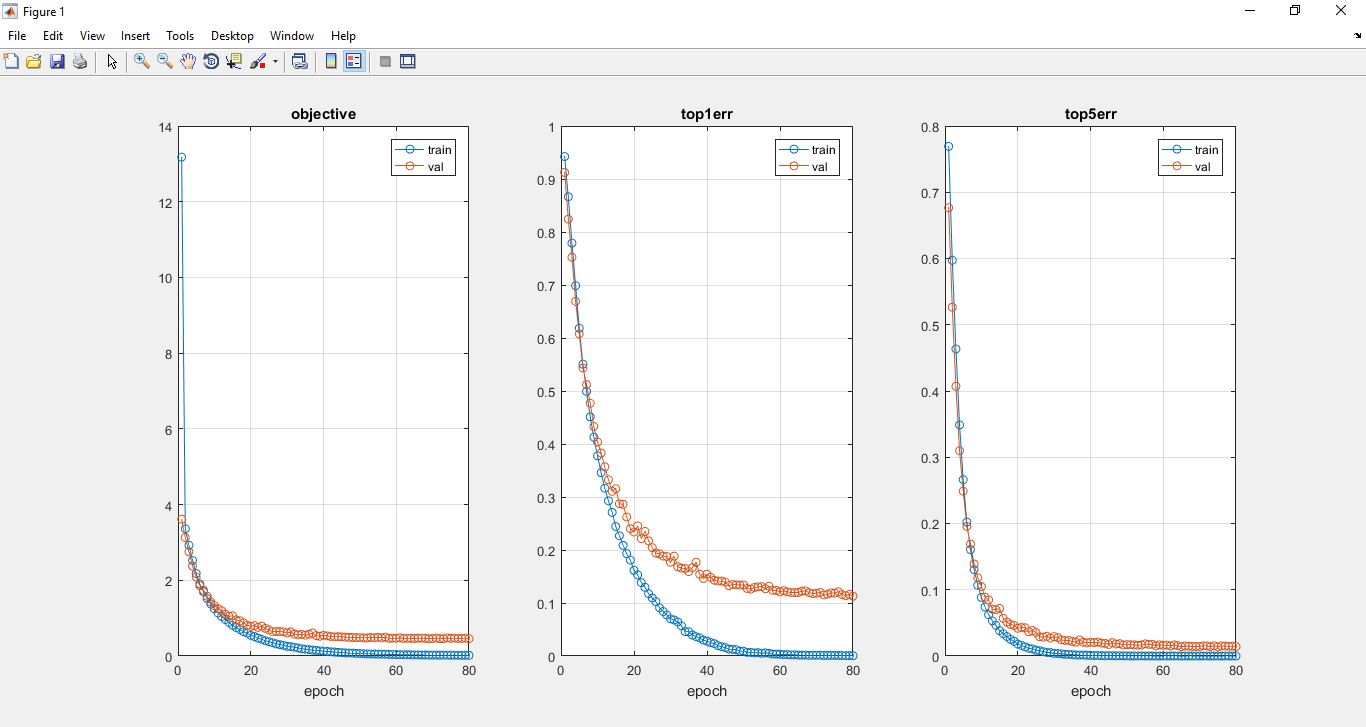 Figure 1
File Edit View Insert Tools Desktop Window Help
objective
14
12
10
8
6
4
2
0
0 20 40 60 80
epoch
train
val
top1err
1
0.9
0.8
0.7
0.6
0.5
0.4
0.3
0.2
0.1
0
0 20 40 60 80
epoch
train
val
top5err
0.8
0.7
0.6
0.5
0.4
0.3
0.2
0.1
0
0 20 40 60 80
epoch
train
val